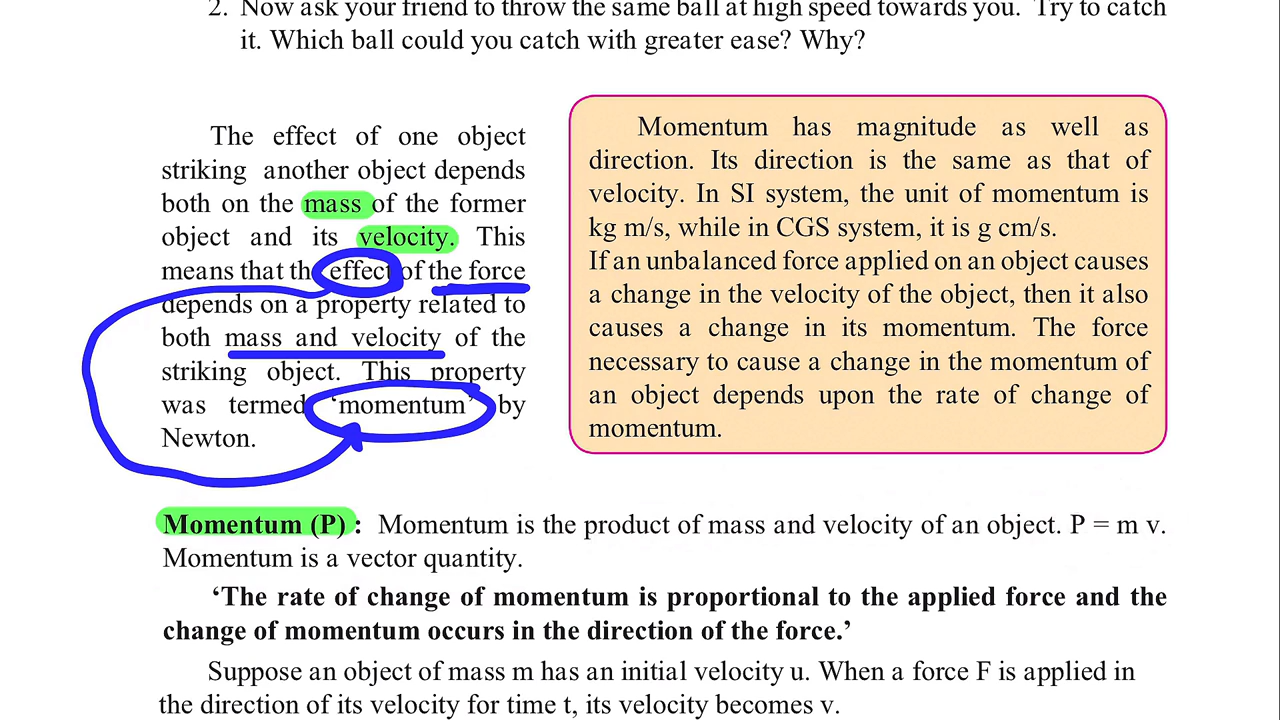 2. Now ask your friend to throw the same ball at high speed towards you. Try to catch
it. Which ball could you catch with greater ease? Why?
The effect of one object
striking another object depends
both on the mass of the former
object and its velocity. This
means that the effect of the force
depends on a property related to
both mass and velocity of the
striking object. This property
was termed ‘momentum’ by
Newton.
Momentum has magnitude as well as
direction. Its direction is the same as that of
velocity. In SI system, the unit of momentum is
kg m/s, while in CGS system, it is g cm/s.
If an unbalanced force applied on an object causes
a change in the velocity of the object, then it also
causes a change in its momentum. The force
necessary to cause a change in the momentum of
an object depends upon the rate of change of
momentum.
Momentum (P) : Momentum is the product of mass and velocity of an object. P = m v.
Momentum is a vector quantity.
‘The rate of change of momentum is proportional to the applied force and the
change of momentum occurs in the direction of the force.’
Suppose an object of mass m has an initial velocity u. When a force F is applied in
the direction of its velocity for time t, its velocity becomes v.